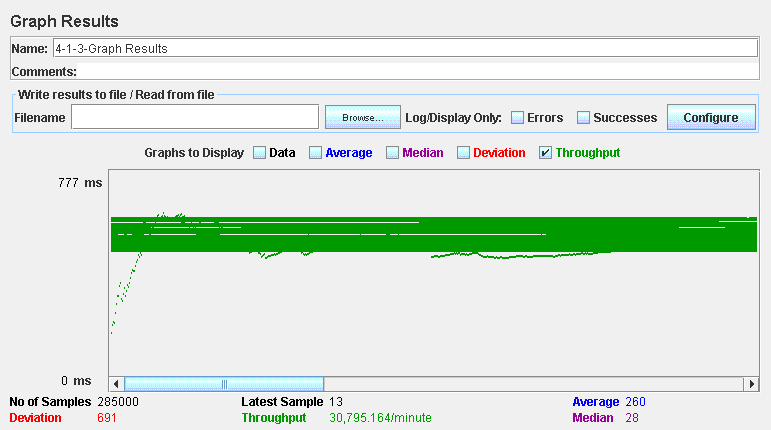 Graph Results
Name: 4-1-3-Graph Results
Comments:
Write results to file / Read from file
Filename Browse... Log/Display Only: Errors Successes Configure
Graphs to Display Data Average Median Deviation Throughput
777 ms
0 ms
No of Samples 285000 Latest Sample 13 Average 260
Deviation 691 Throughput 30,795.164/minute Median 28